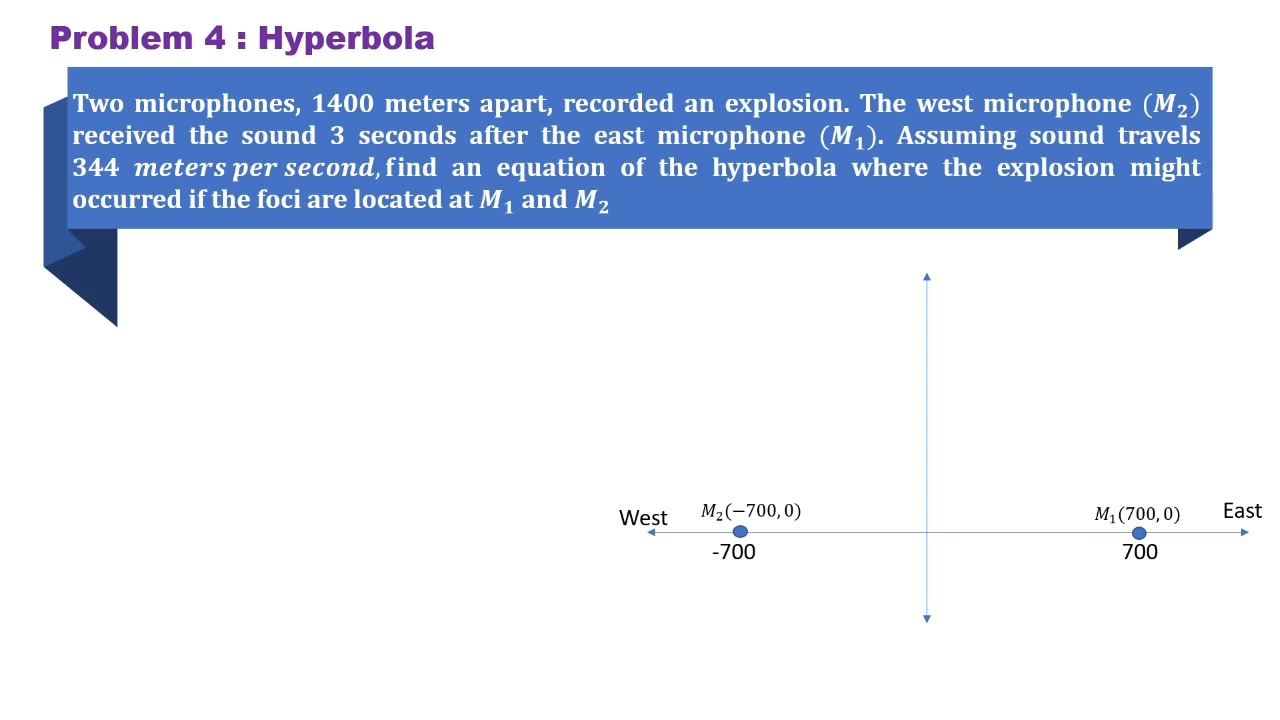 Problem 4 : Hyperbola
Two microphones, 1400 meters apart, recorded an explosion. The west microphone (M₂)
received the sound 3 seconds after the east microphone (M₁). Assuming sound travels
344 meters per second, find an equation of the hyperbola where the explosion might
occurred if the foci are located at M₁ and M₂
West
M₂(−700, 0)
M₁(700, 0)
East
-700
700